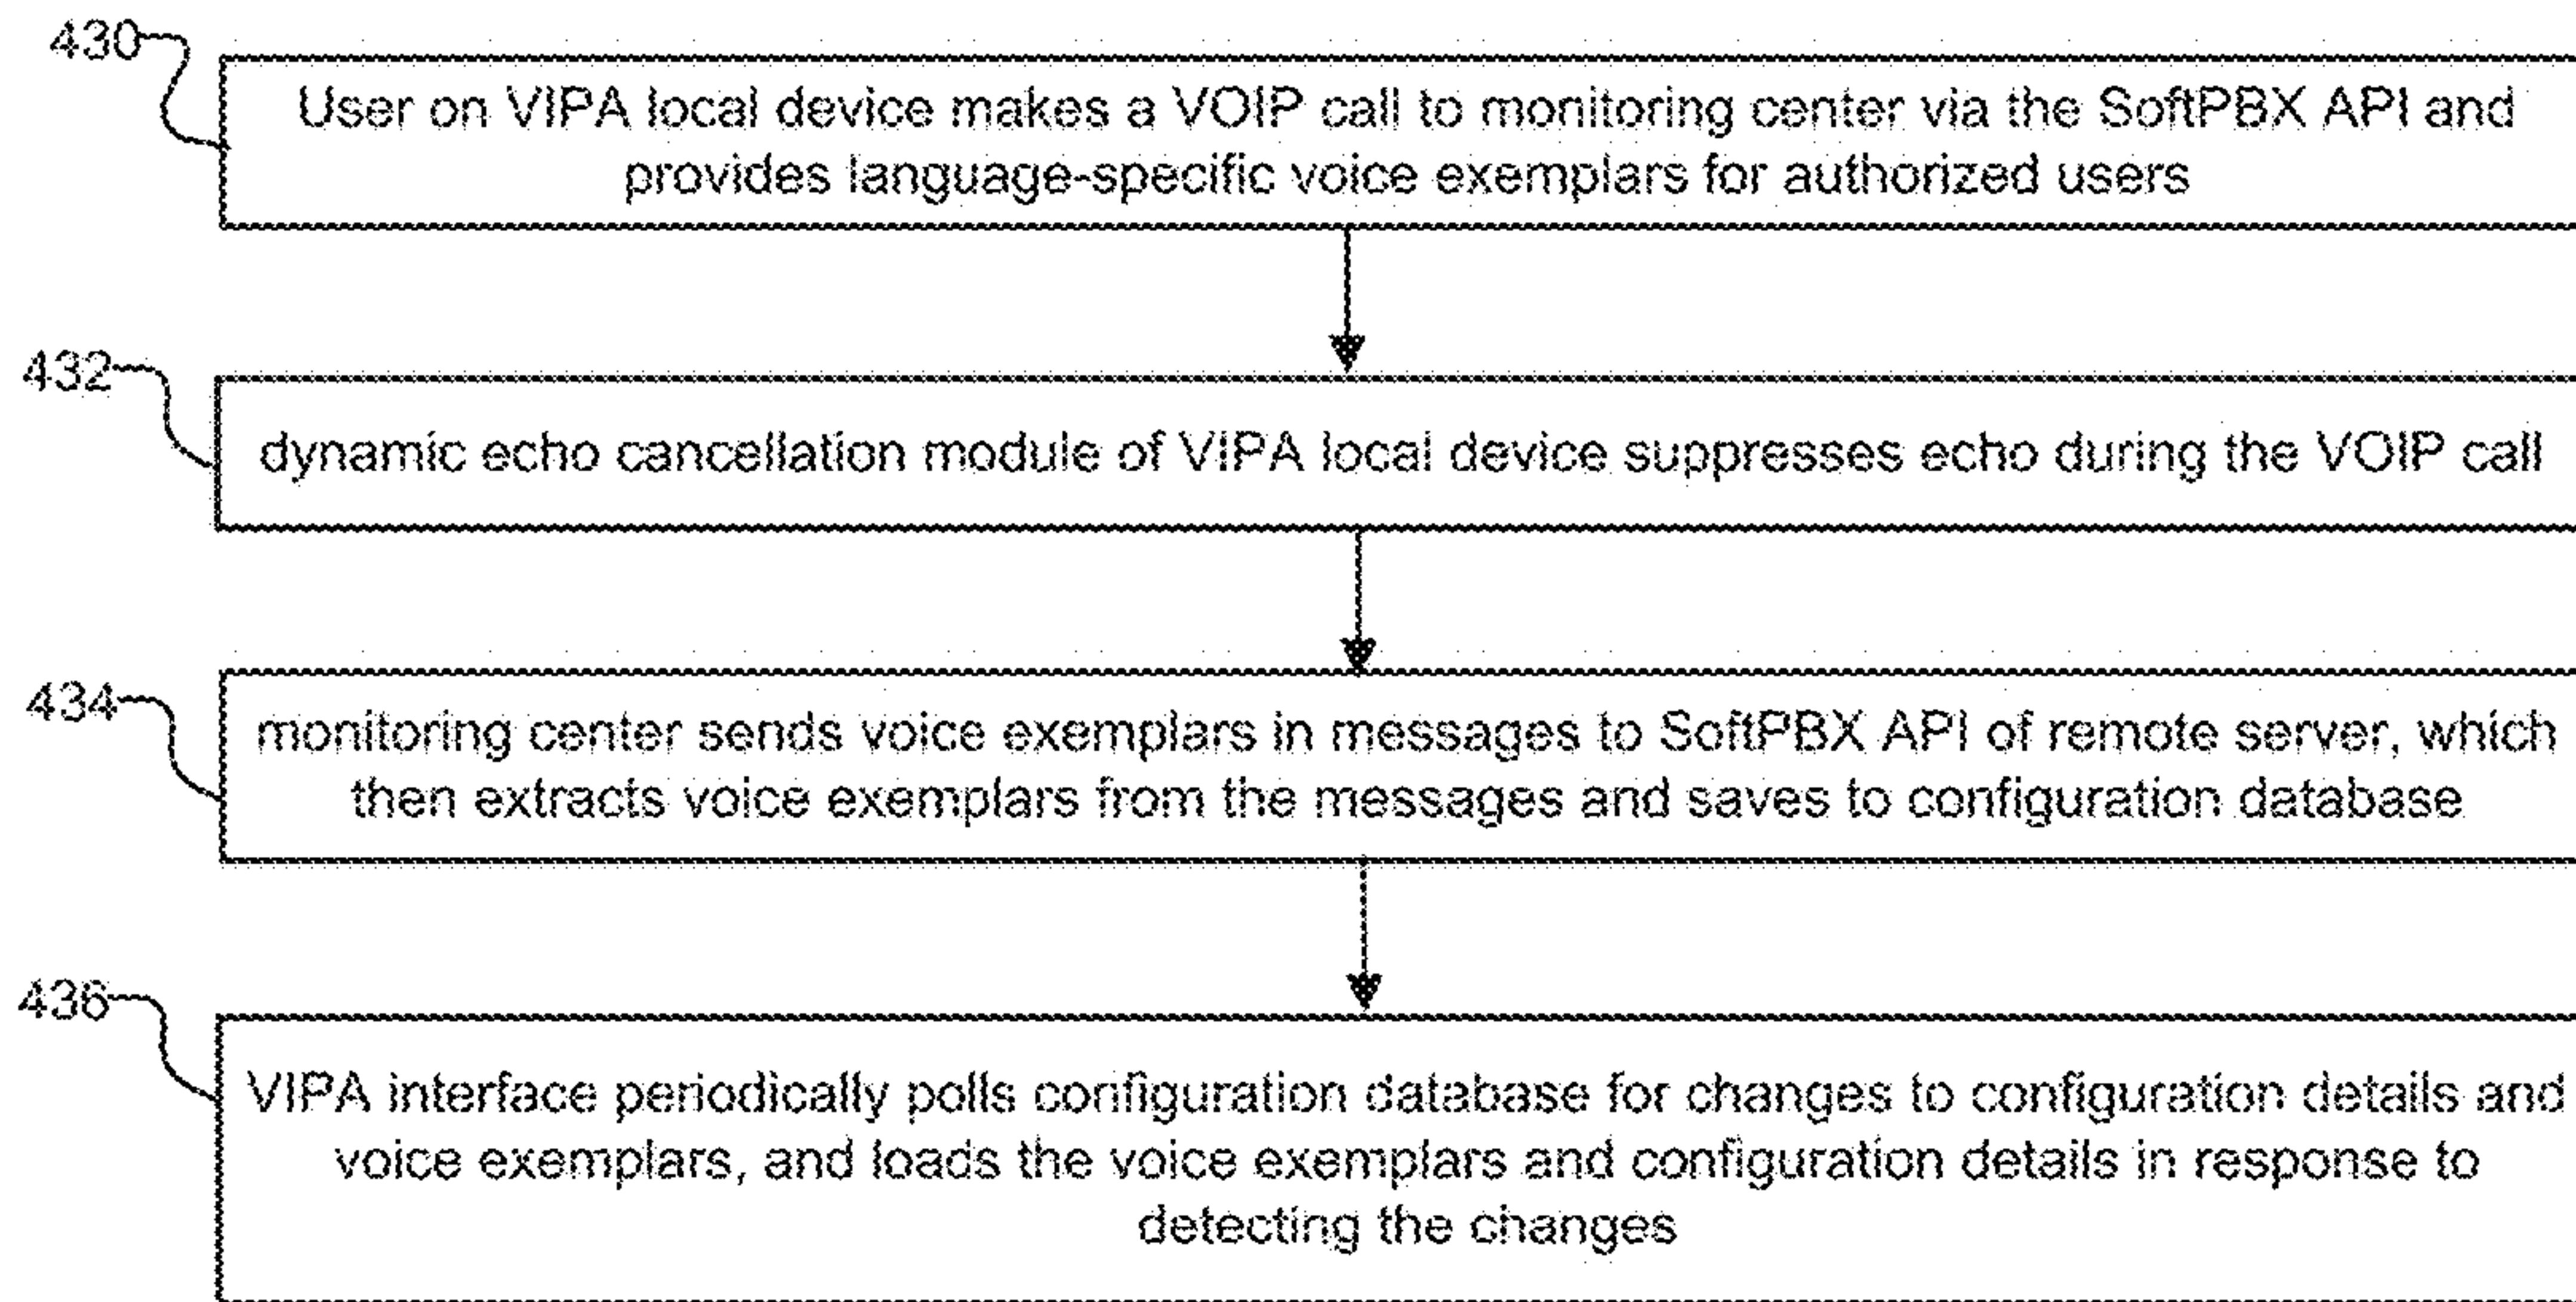 430
User on VIPA local device makes a VOIP call to monitoring center via the SoftPBX API and
provides language-specific voice exemplars for authorized users
432
dynamic echo cancellation module of VIPA local device suppresses echo during the VOIP call
434
monitoring center sends voice exemplars in messages to SoftPBX API of remote server, which
then extracts voice exemplars from the messages and saves to configuration database
436
VIPA interface periodically polls configuration database for changes to configuration details and
voice exemplars, and loads the voice exemplars and configuration details in response to
detecting the changes